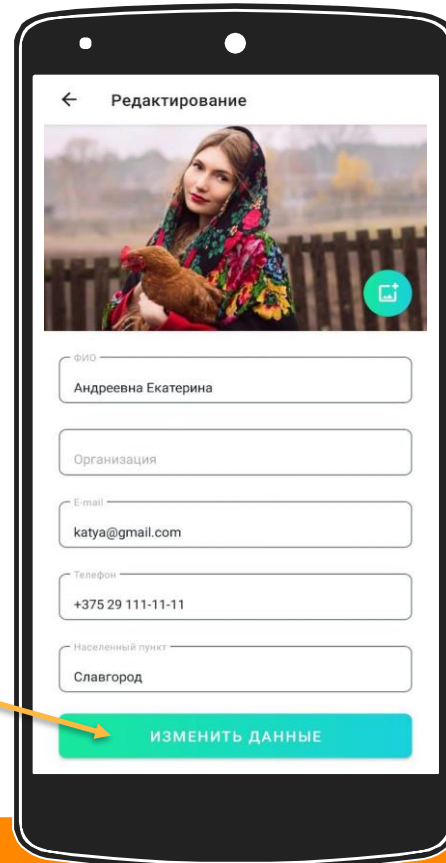 Редактирование
ФИО
Андреевна Екатерина
Организация
E-mail
katya@gmail.com
Телефон
+375 29 111-11-11
Населенный пункт
Славгород
ИЗМЕНИТЬ ДАННЫЕ